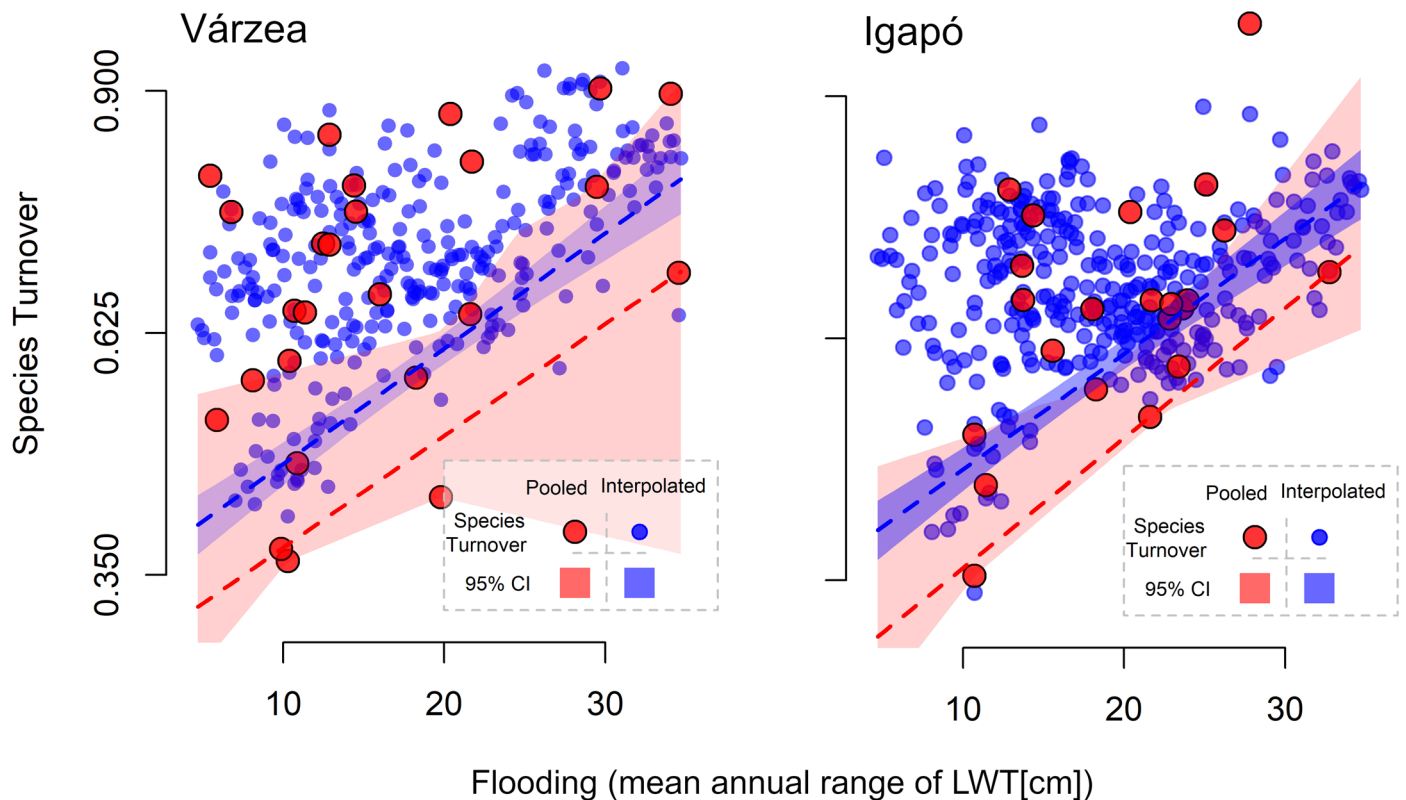 Várzea
Igapó
Species Turnover
0.900
0.625
0.350
Pooled Interpolated
Species
Turnover
95% CI
Pooled Interpolated
Species
Turnover
95% CI
10 20 30
10 20 30
Flooding (mean annual range of LWT[cm])